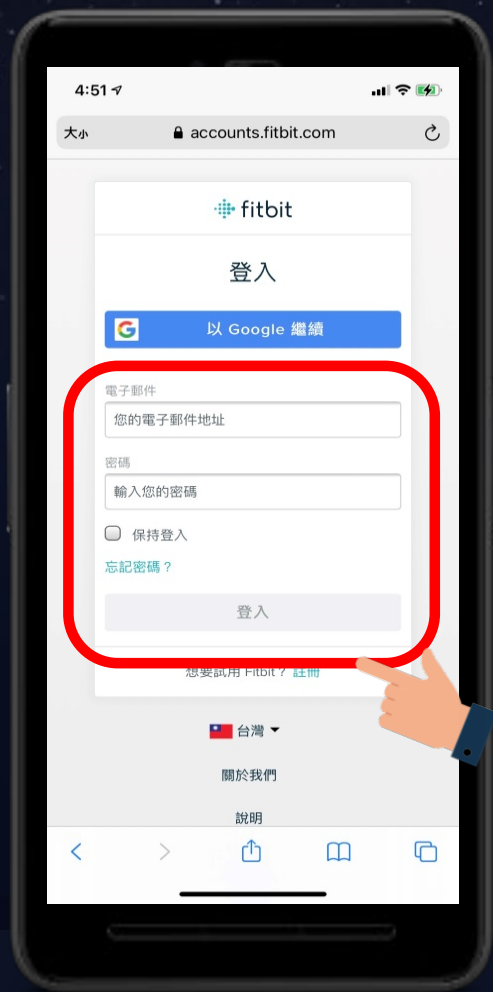 4:51
大小 accounts.fitbit.com
fitbit
登入
G 以 Google 繼續
電子郵件
您的電子郵件地址
密碼
輸入您的密碼
保持登入
忘記密碼？
登入
想要試用 Fitbit？ 註冊
台灣
關於我們
說明